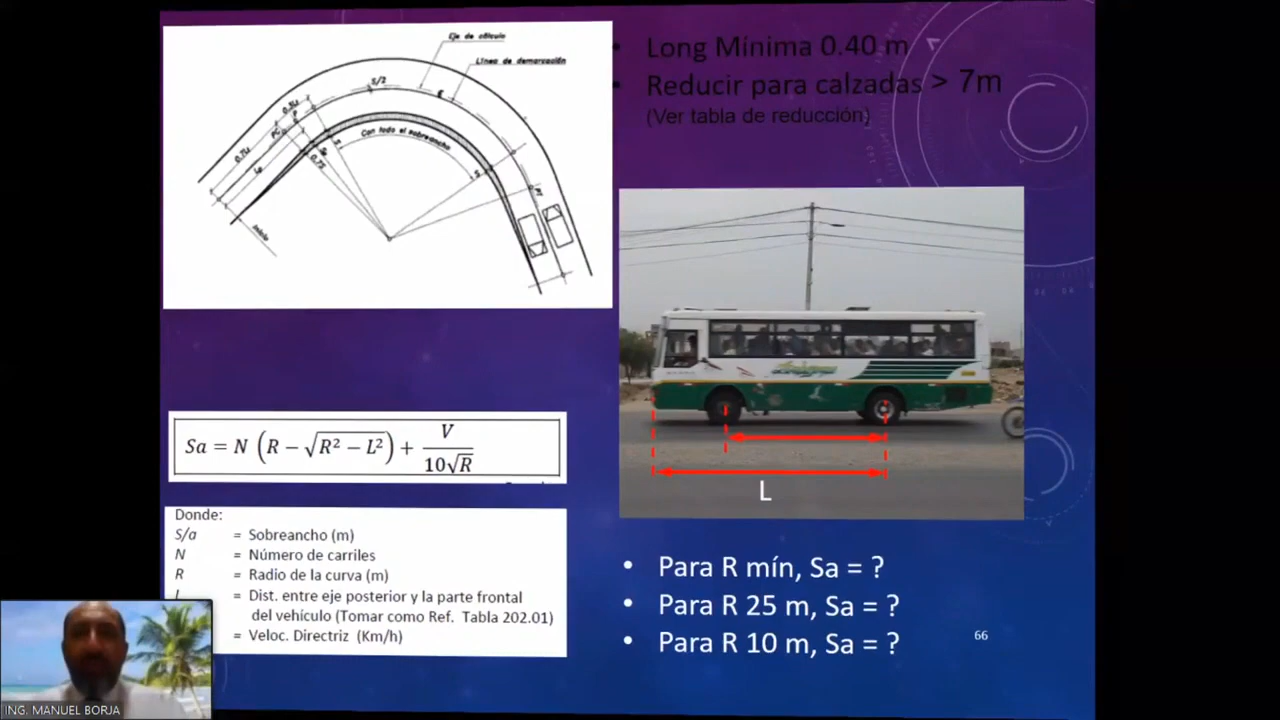 Eje de cálculo
Línea de demarcación
S/2
Con todo el sobreancho
PC
PT
Inicio
• Long Mínima 0.40 m
• Reducir para calzadas > 7m
(Ver tabla de reducción)
Sa = N (R − √R² − L²) + V / 10√R
Donde:
S/a = Sobreancho (m)
N = Número de carriles
R = Radio de la curva (m)
L = Dist. entre eje posterior y la parte frontal
del vehículo (Tomar como Ref. Tabla 202.01)
= Veloc. Directriz (Km/h)
L
• Para R mín, Sa = ?
• Para R 25 m, Sa = ?
• Para R 10 m, Sa = ?
66
ING. MANUEL BORJA